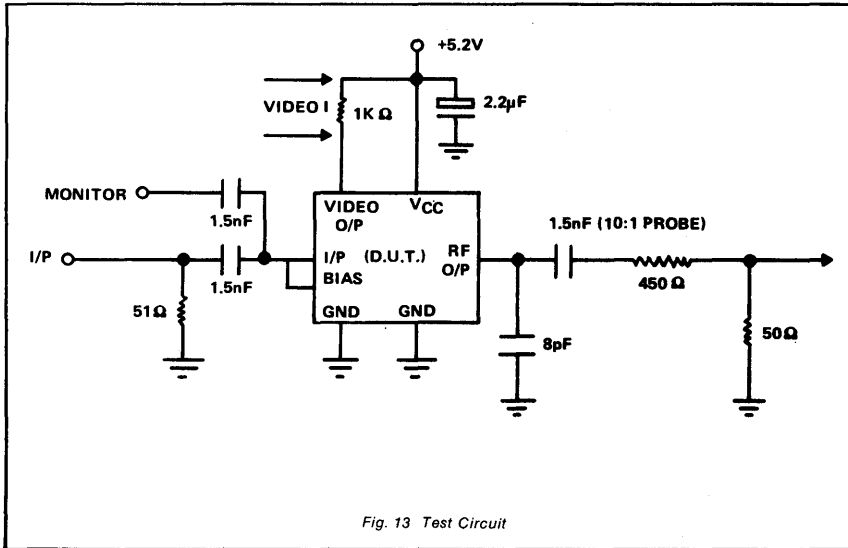 +5.2V
VIDEO I
1K Ω
2.2µF
MONITOR
1.5nF
I/P
1.5nF
51Ω
VIDEO O/P
VCC
I/P
(D.U.T.)
RF O/P
BIAS
GND
GND
1.5nF (10:1 PROBE)
450 Ω
8pF
50Ω
Fig. 13 Test Circuit